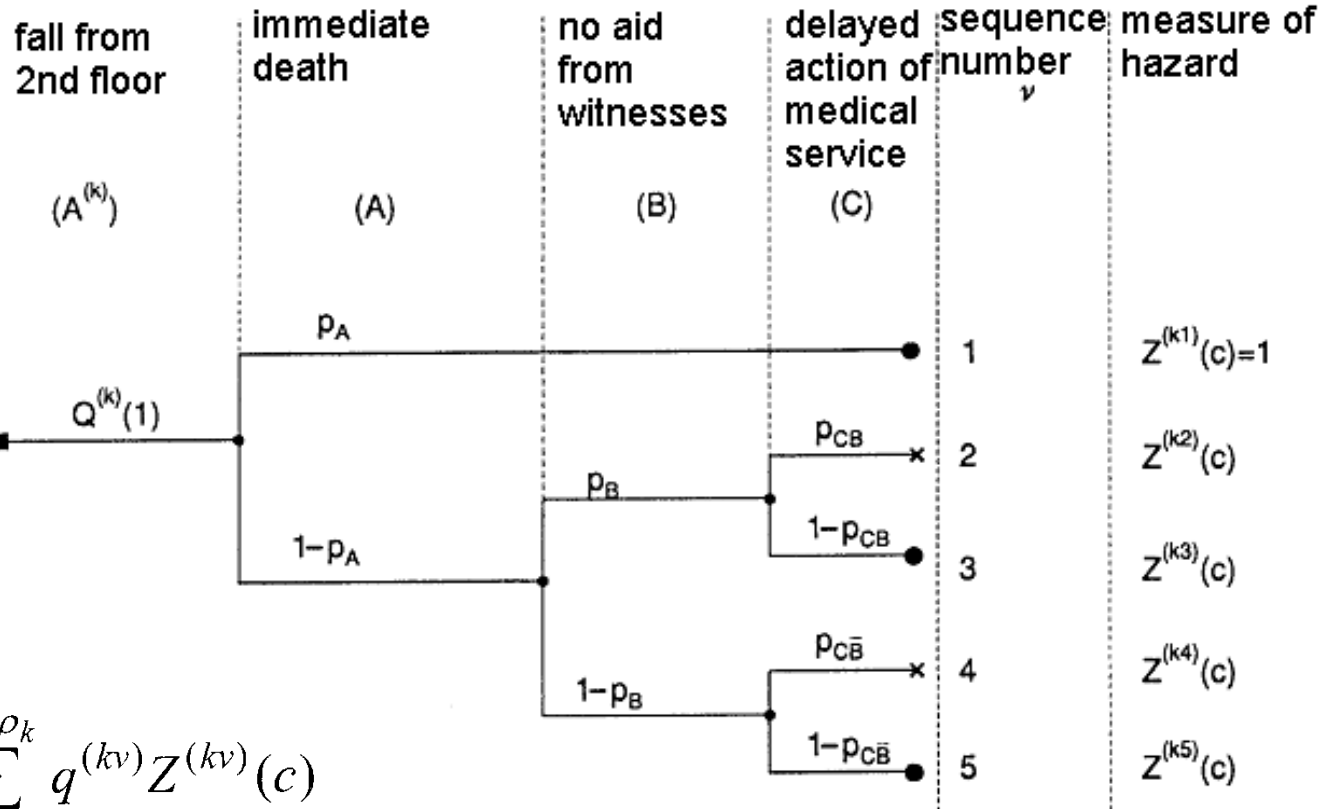 fall from
2nd floor
immediate
death
no aid
from
witnesses
delayed
action of
medical
service
sequence
number
ν
measure of
hazard
(A^(k))
(A)
(B)
(C)
p_A
1
Z^(k1)(c)=1
Q^(k)(1)
p_CB
2
Z^(k2)(c)
p_B
1–p_CB
3
Z^(k3)(c)
1–p_A
p_CB̄
4
Z^(k4)(c)
1–p_B
1–p_CB̄
5
Z^(k5)(c)
ρ_k
∑ q^(kν) Z^(kν)(c)